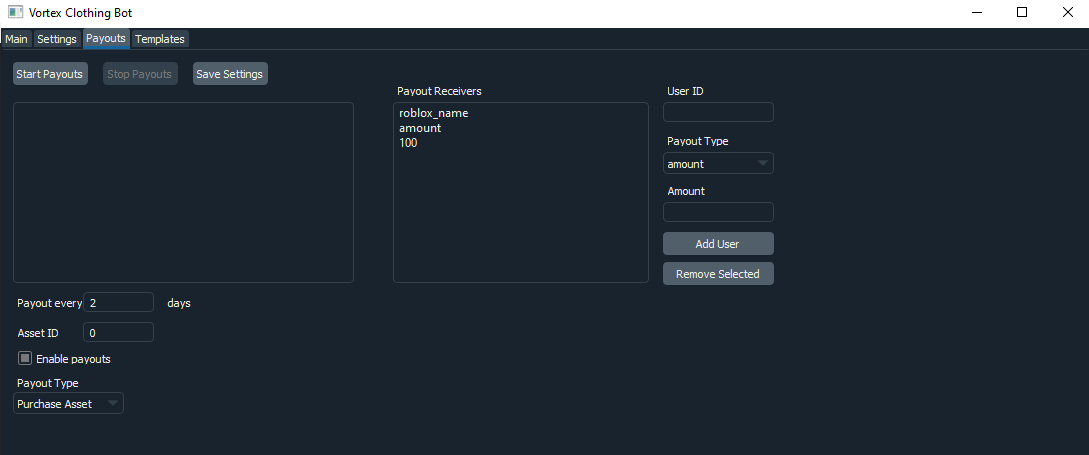 Vortex Clothing Bot
Main Settings Payouts Templates
Start Payouts Stop Payouts Save Settings
Payout Receivers
roblox_name
amount
100
User ID
Payout Type
amount
Amount
Add User
Remove Selected
Payout every 2 days
Asset ID 0
Enable payouts
Payout Type
Purchase Asset